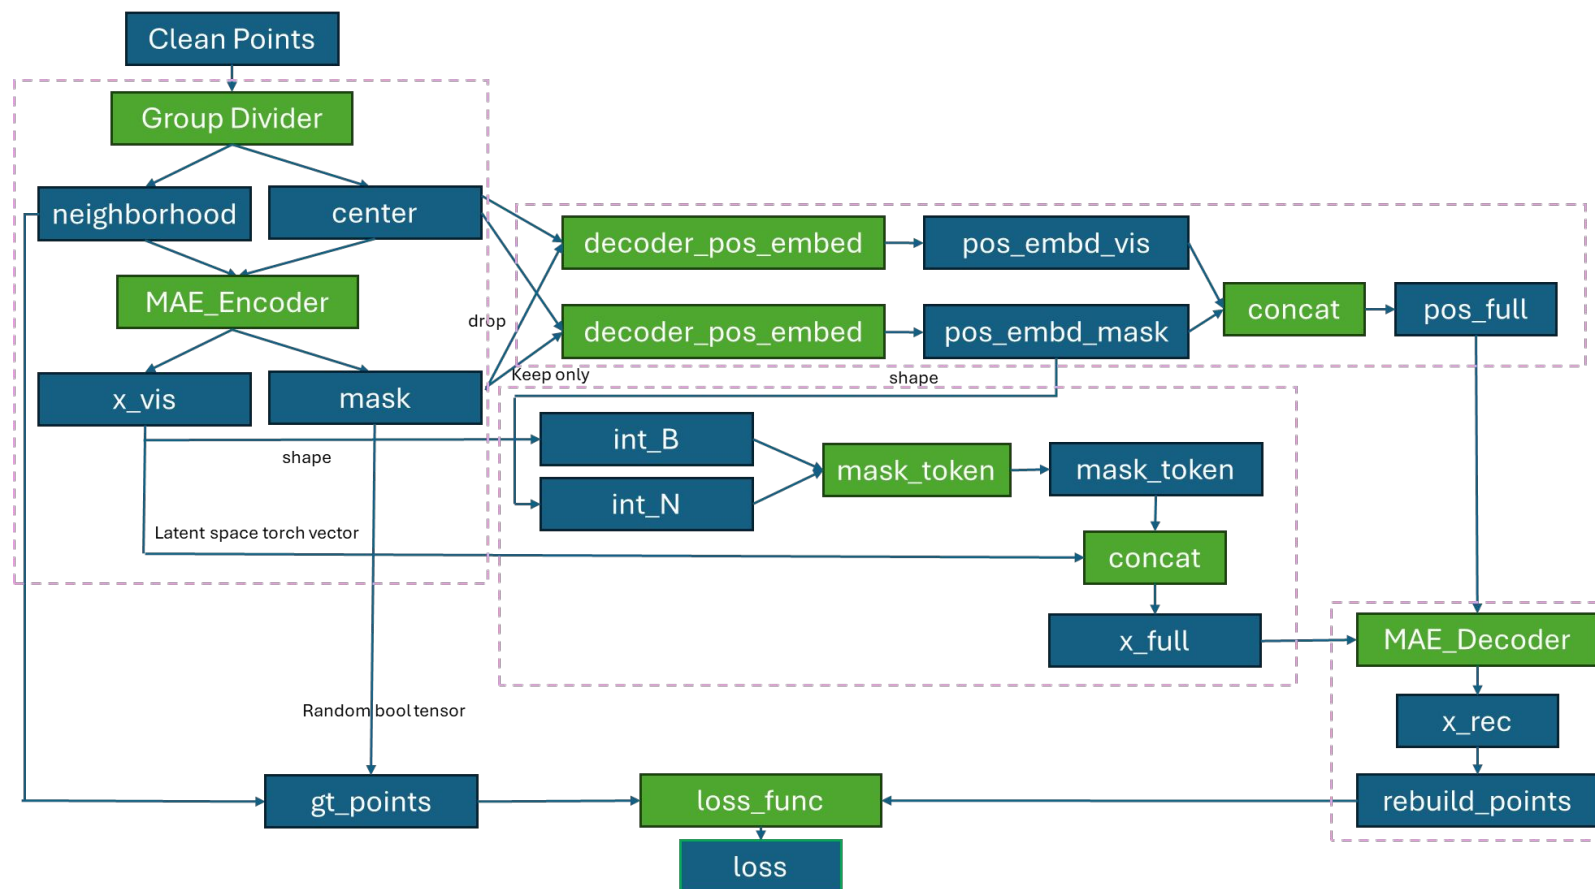 Clean Points
Group Divider
neighborhood
center
decoder_pos_embed
pos_embd_vis
MAE_Encoder
drop
decoder_pos_embed
pos_embd_mask
concat
pos_full
Keep only
shape
x_vis
mask
int_B
shape
mask_token
mask_token
int_N
Latent space torch vector
concat
x_full
MAE_Decoder
Random bool tensor
x_rec
gt_points
loss_func
rebuild_points
loss